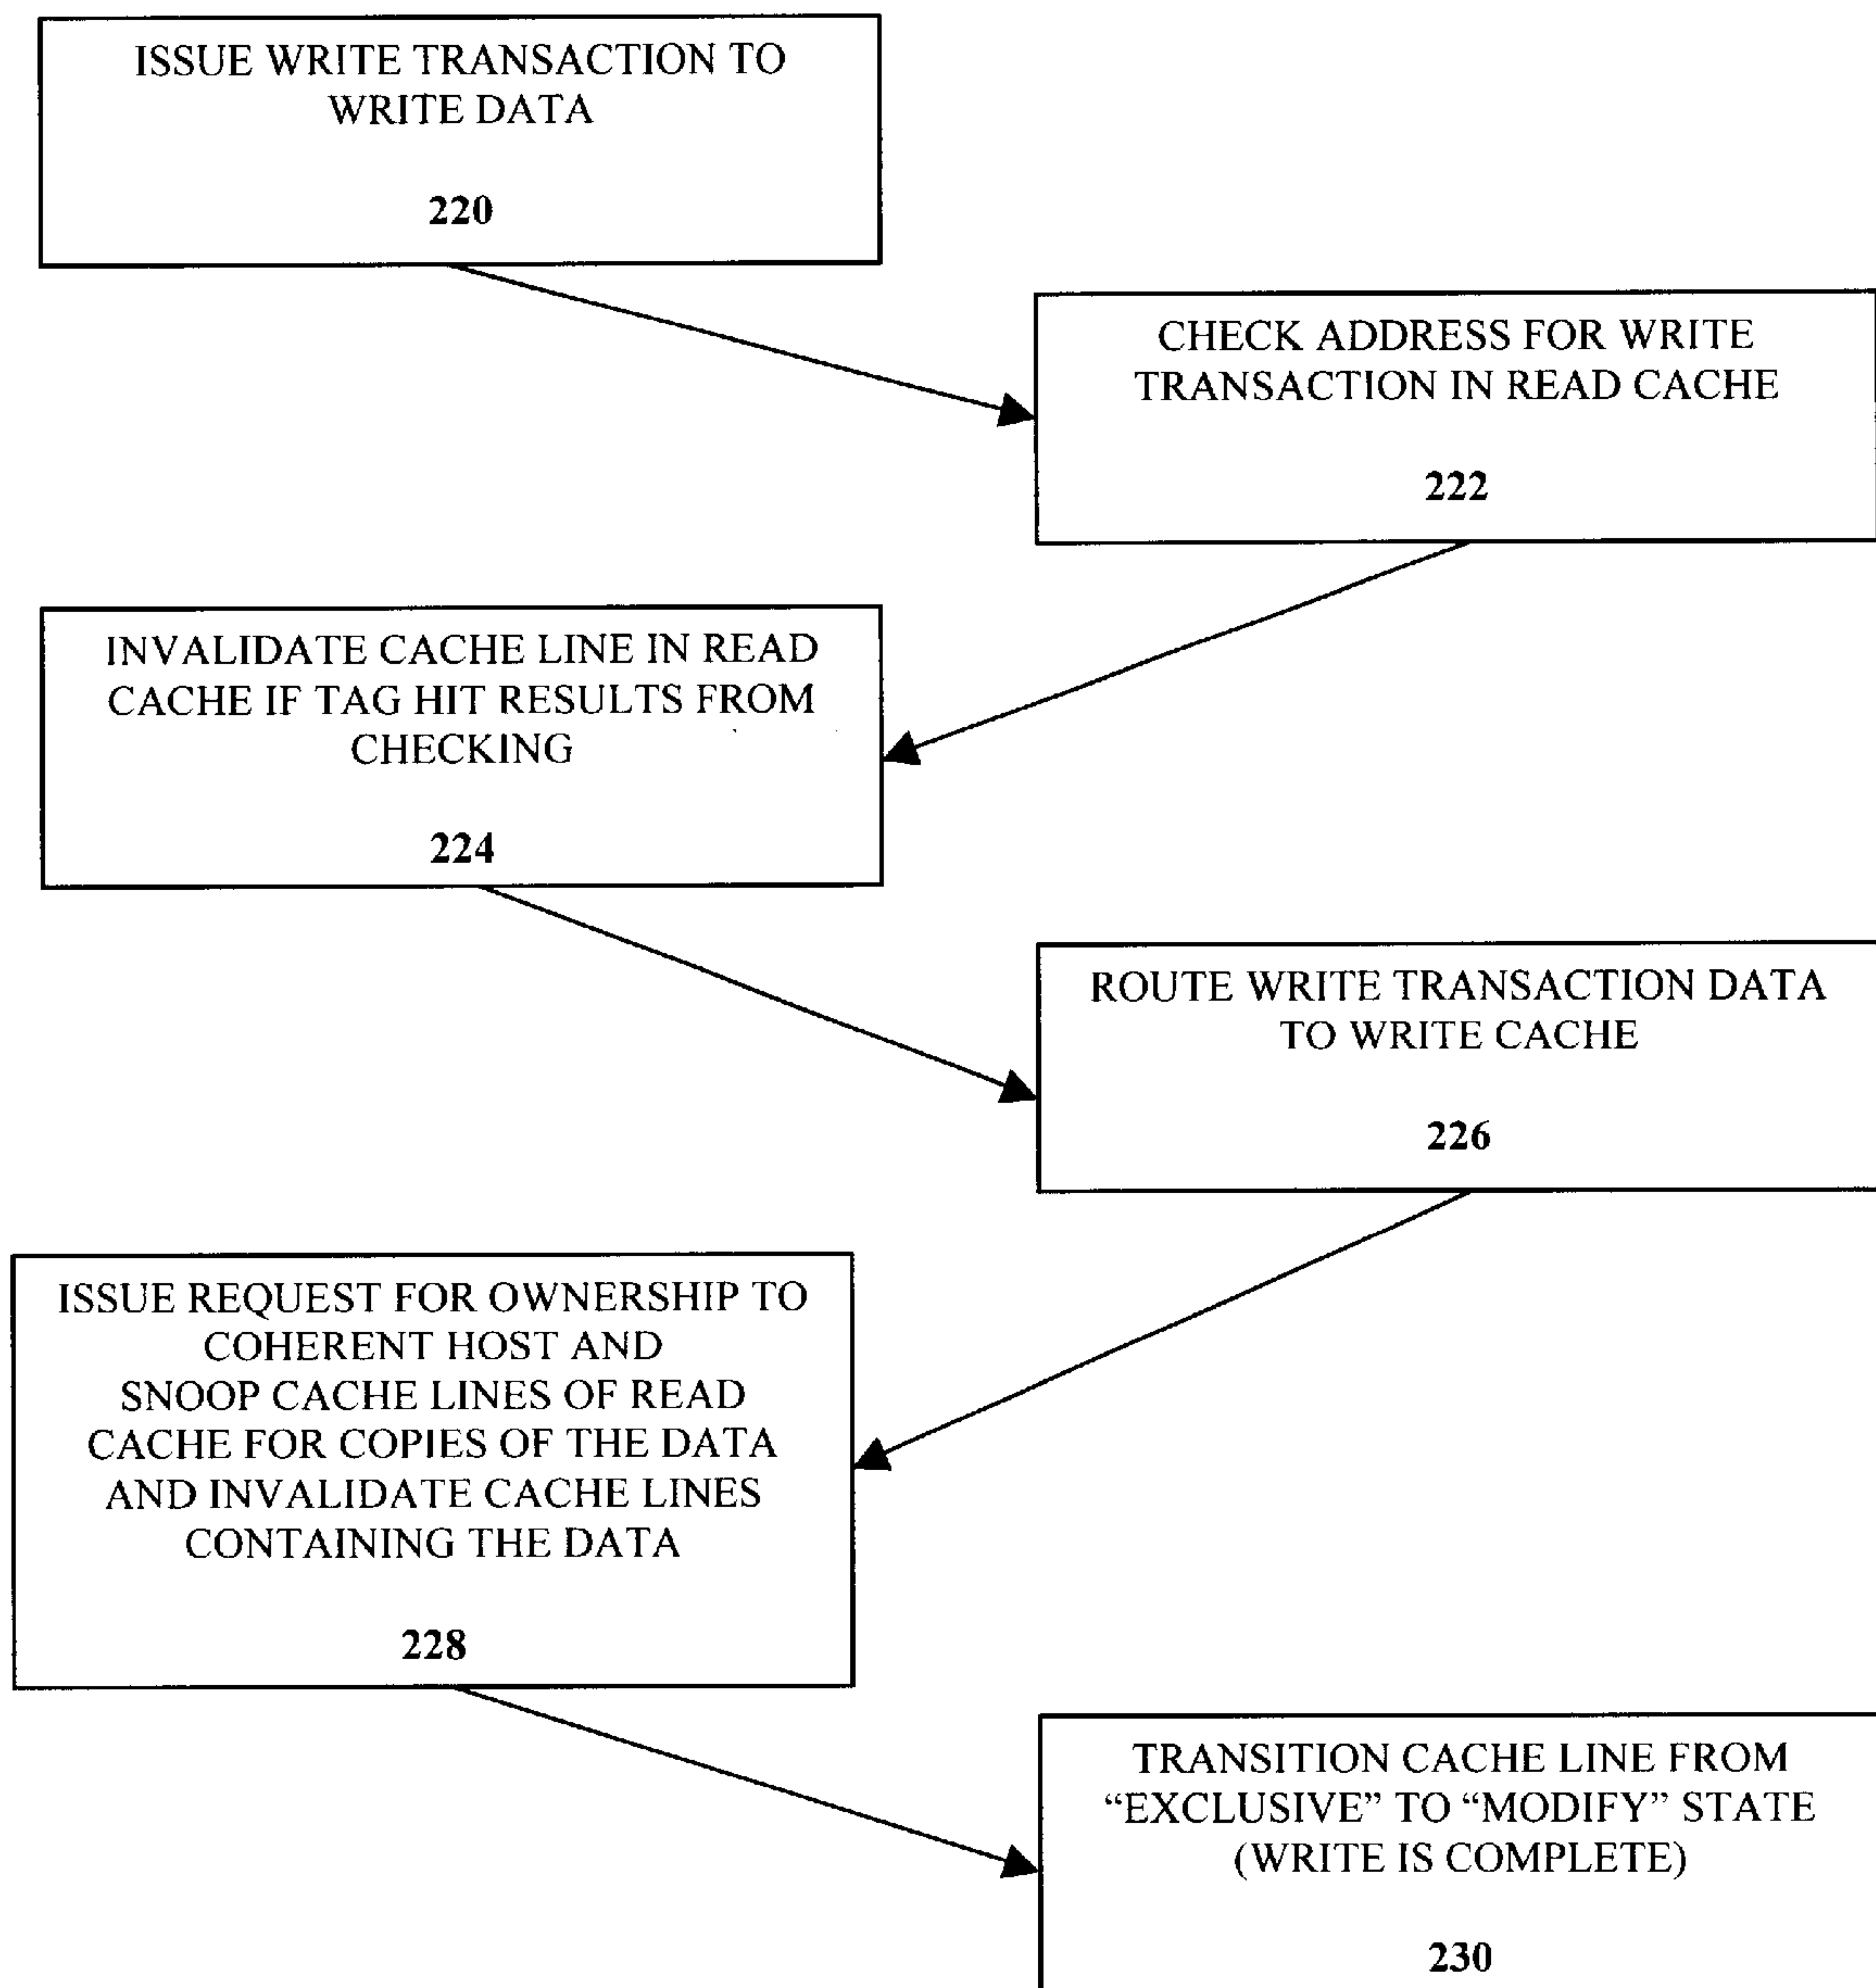 ISSUE WRITE TRANSACTION TO
WRITE DATA
220
CHECK ADDRESS FOR WRITE
TRANSACTION IN READ CACHE
222
INVALIDATE CACHE LINE IN READ
CACHE IF TAG HIT RESULTS FROM
CHECKING
224
ROUTE WRITE TRANSACTION DATA
TO WRITE CACHE
226
ISSUE REQUEST FOR OWNERSHIP TO
COHERENT HOST AND
SNOOP CACHE LINES OF READ
CACHE FOR COPIES OF THE DATA
AND INVALIDATE CACHE LINES
CONTAINING THE DATA
228
TRANSITION CACHE LINE FROM
“EXCLUSIVE” TO “MODIFY” STATE
(WRITE IS COMPLETE)
230